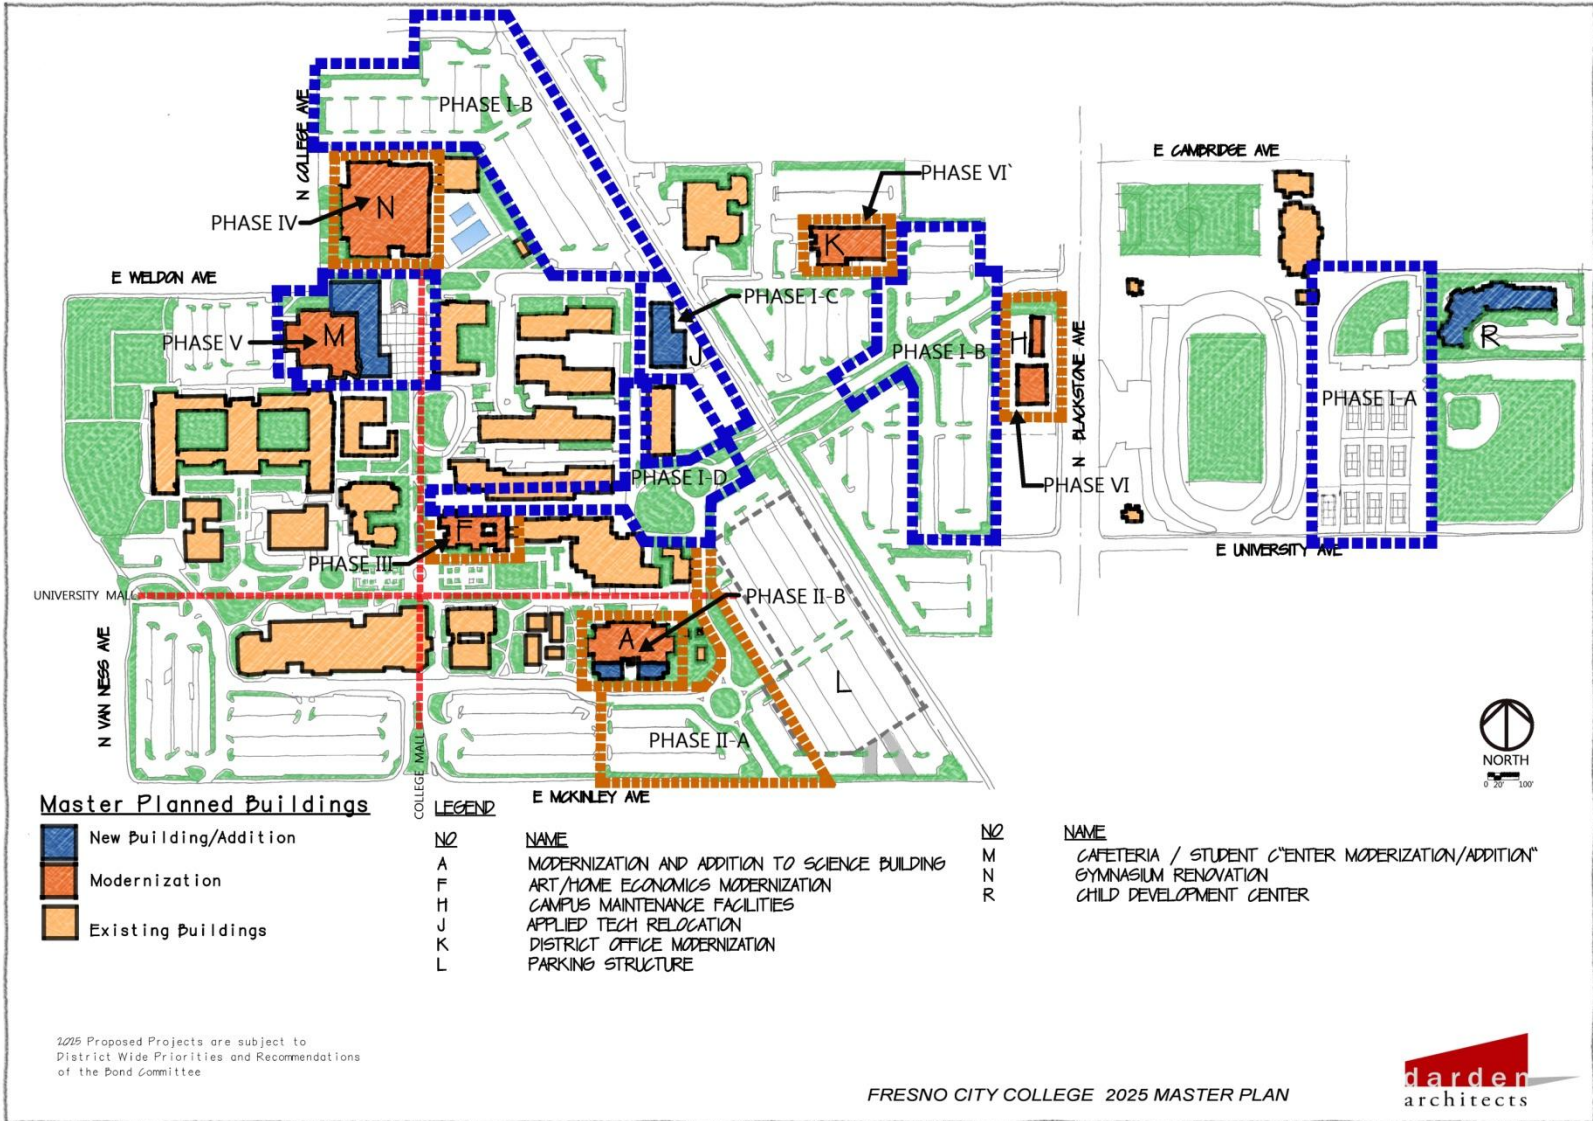 PHASE I-B
N COLLEGE AVE
E CAMBRIDGE AVE
PHASE VI`
N
K
PHASE IV
E WELDON AVE
PHASE I-C
PHASE V
M
J
H
PHASE I-B
R
N BLACKSTONE AVE
PHASE I-A
PHASE I-D
PHASE VI
F
E UNIVERSITY AVE
PHASE III
UNIVERSITY MALL
PHASE II-B
A
L
N VAN NESS AVE
PHASE II-A
COLLEGE MALL
NORTH
0 20' 100'
E MCKINLEY AVE
Master Planned Buildings
New Building/Addition
Modernization
Existing Buildings
LEGEND
NO NAME
A MODERNIZATION AND ADDITION TO SCIENCE BUILDING
F ART/HOME ECONOMICS MODERNIZATION
H CAMPUS MAINTENANCE FACILITIES
J APPLIED TECH RELOCATION
K DISTRICT OFFICE MODERNIZATION
L PARKING STRUCTURE
NO NAME
M CAFETERIA / STUDENT C"ENTER MODERIZATION/ADDITION"
N GYMNASIUM RENOVATION
R CHILD DEVELOPMENT CENTER
2025 Proposed Projects are subject to
District Wide Priorities and Recommendations
of the Bond Committee
FRESNO CITY COLLEGE 2025 MASTER PLAN
darden
architects